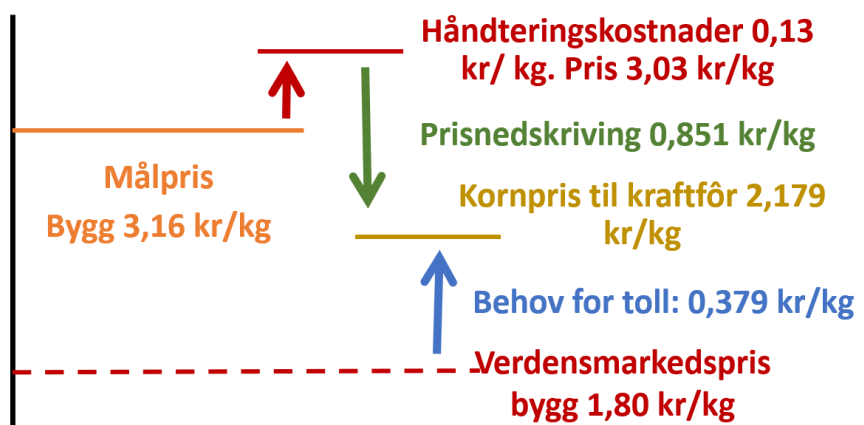 Håndteringskostnader 0,13
kr/ kg. Pris 3,03 kr/kg
Prisnedskriving 0,851 kr/kg
Målpris
Bygg 3,16 kr/kg
Kornpris til kraftfôr 2,179
kr/kg
Behov for toll: 0,379 kr/kg
Verdensmarkedspris
bygg 1,80 kr/kg